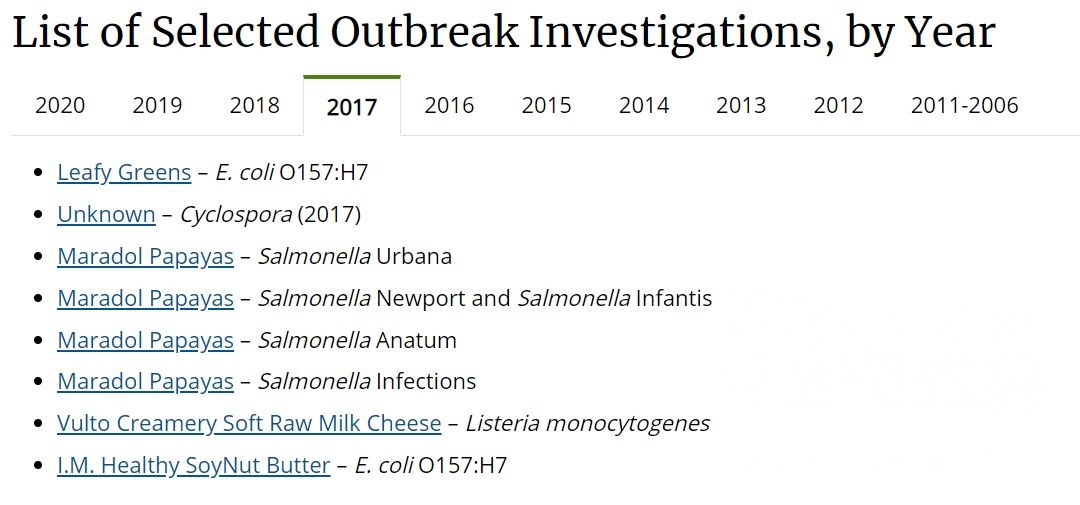 List of Selected Outbreak Investigations, by Year
2020 2019 2018 2017 2016 2015 2014 2013 2012 2011-2006
• Leafy Greens – E. coli O157:H7
• Unknown – Cyclospora (2017)
• Maradol Papayas – Salmonella Urbana
• Maradol Papayas – Salmonella Newport and Salmonella Infantis
• Maradol Papayas – Salmonella Anatum
• Maradol Papayas – Salmonella Infections
• Vulto Creamery Soft Raw Milk Cheese – Listeria monocytogenes
• I.M. Healthy SoyNut Butter – E. coli O157:H7